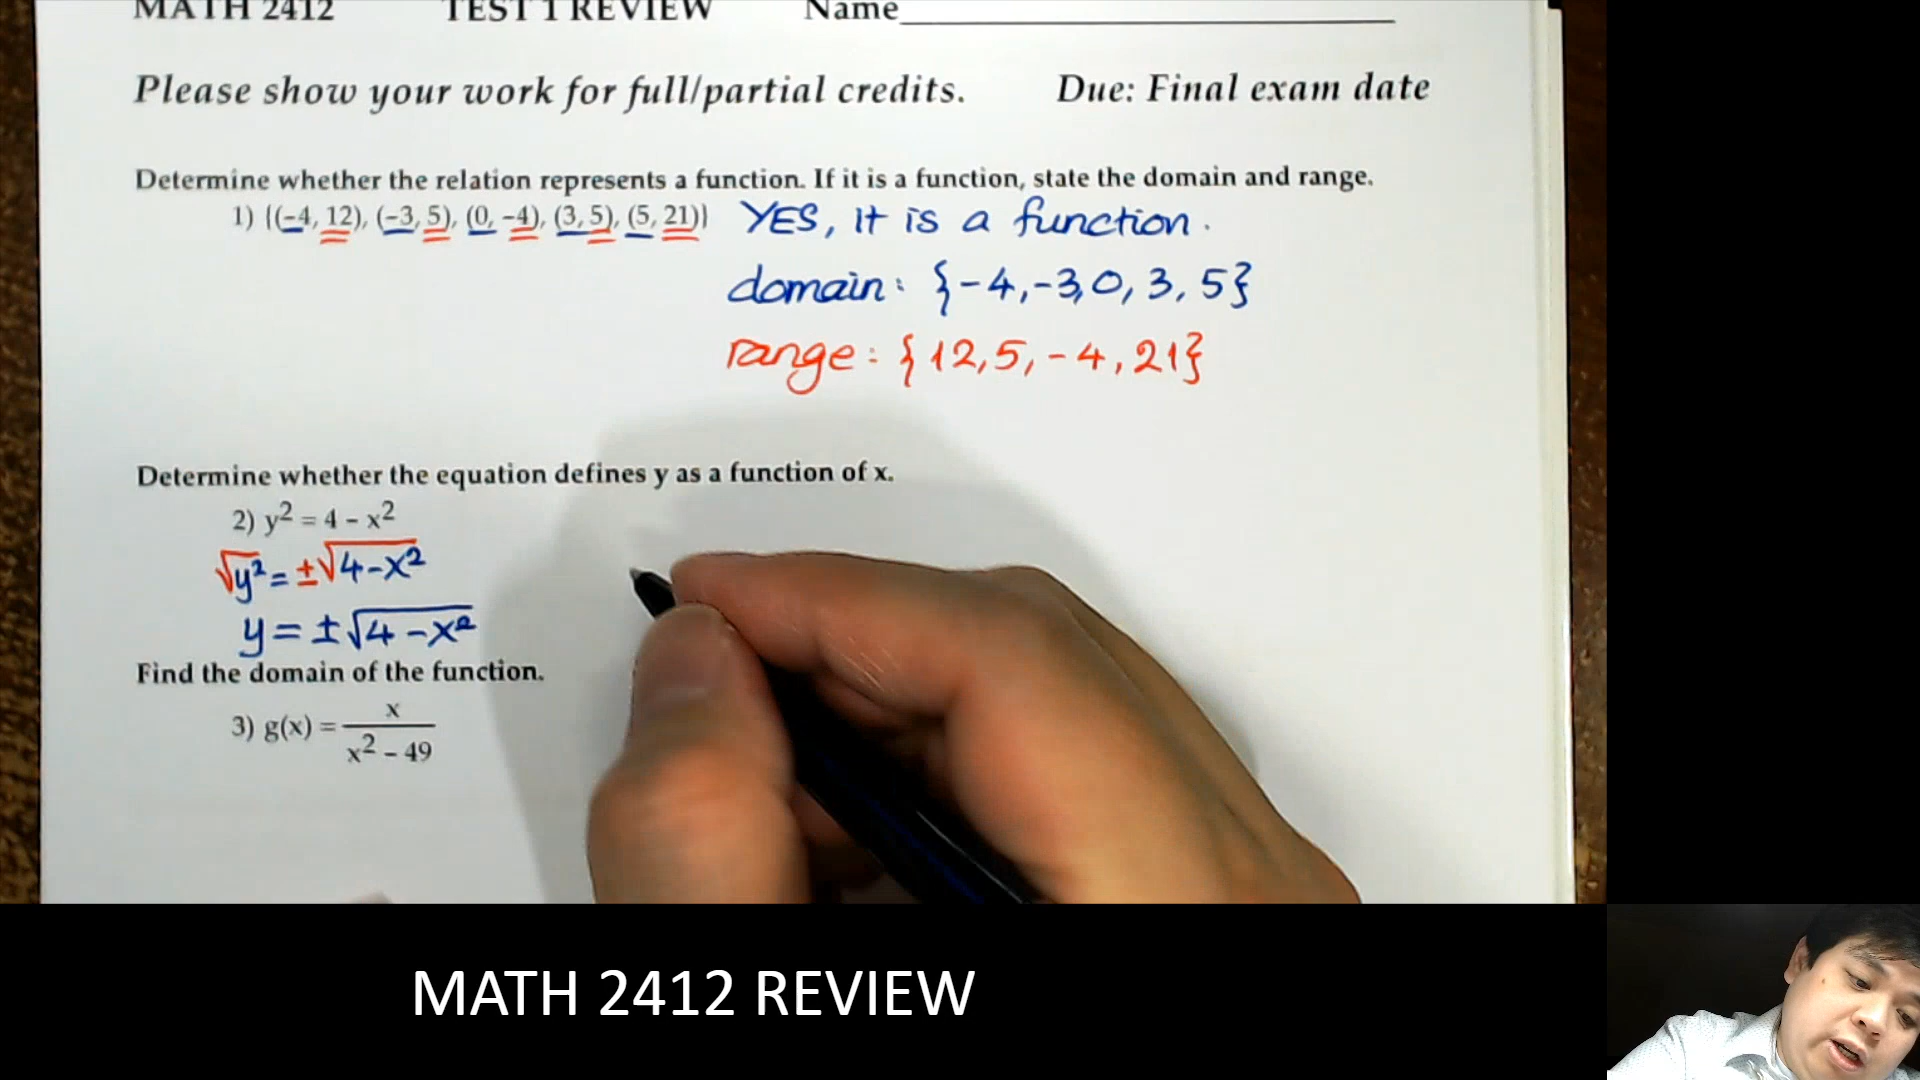 MATH 2412 TEST 1 REVIEW Name
Please show your work for full/partial credits. Due: Final exam date
Determine whether the relation represents a function. If it is a function, state the domain and range.
1) {(-4, 12), (-3, 5), (0, -4), (3, 5), (5, 21)} YES, it is a function.
domain: {-4,-3,0,3,5}
range: {12,5,-4,21}
Determine whether the equation defines y as a function of x.
2) y² = 4 - x²
√y² = ±√4-x²
y = ±√4-x²
Find the domain of the function.
3) g(x) = x / x² - 49
MATH 2412 REVIEW